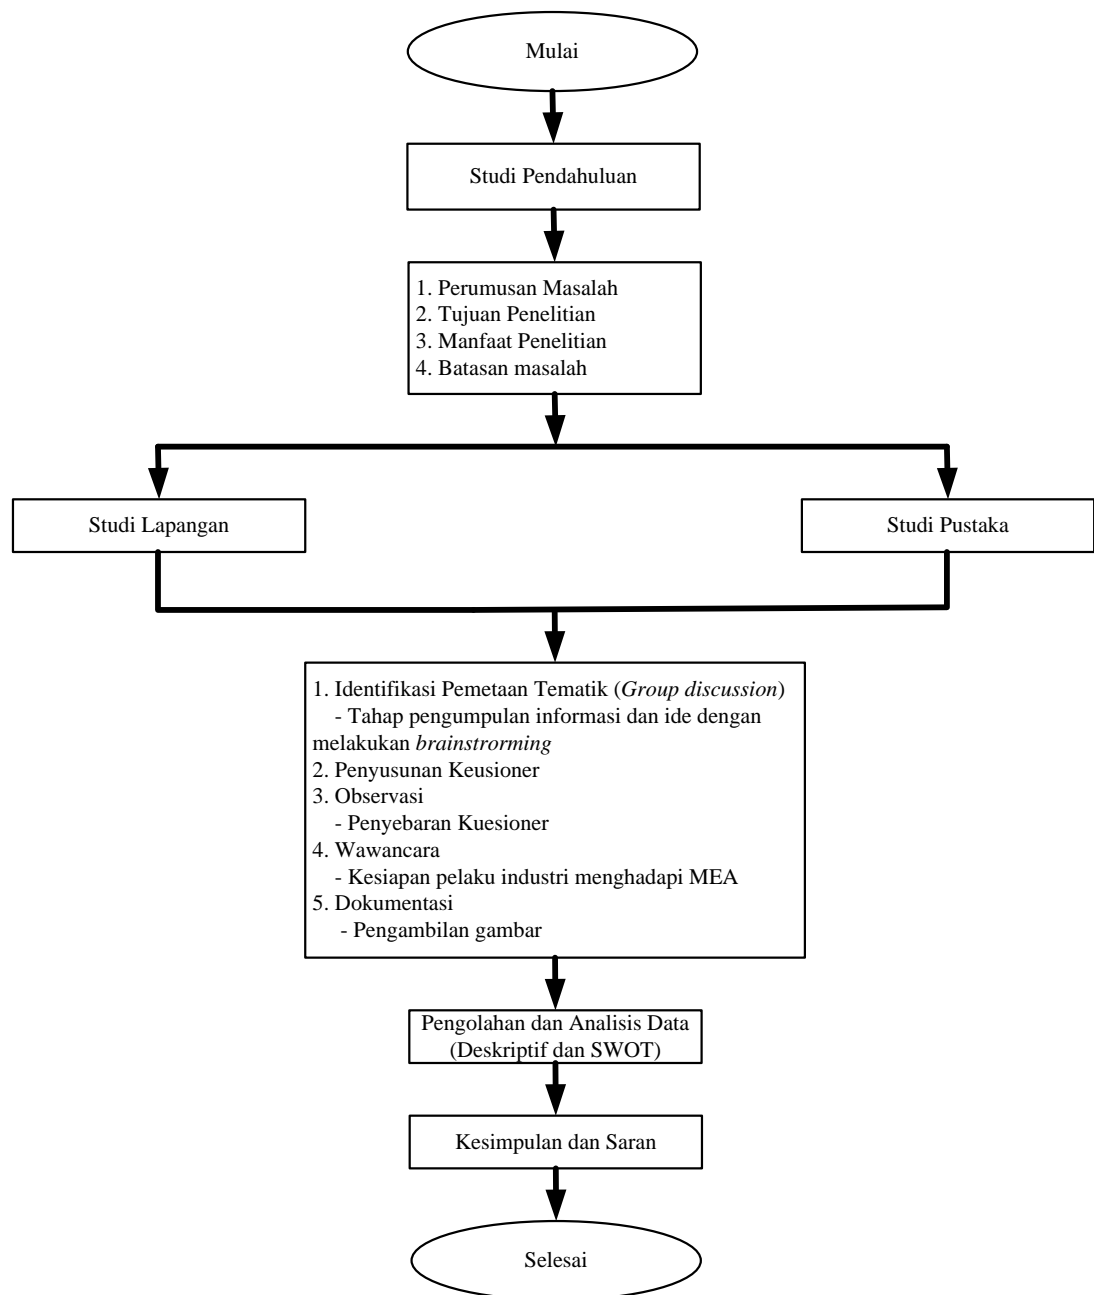 Mulai
Studi Pendahuluan
1. Perumusan Masalah
2. Tujuan Penelitian
3. Manfaat Penelitian
4. Batasan masalah
Studi Lapangan
Studi Pustaka
1. Identifikasi Pemetaan Tematik (Group discussion)
- Tahap pengumpulan informasi dan ide dengan
melakukan brainstrorming
2. Penyusunan Keusioner
3. Observasi
- Penyebaran Kuesioner
4. Wawancara
- Kesiapan pelaku industri menghadapi MEA
5. Dokumentasi
- Pengambilan gambar
Pengolahan dan Analisis Data
(Deskriptif dan SWOT)
Kesimpulan dan Saran
Selesai